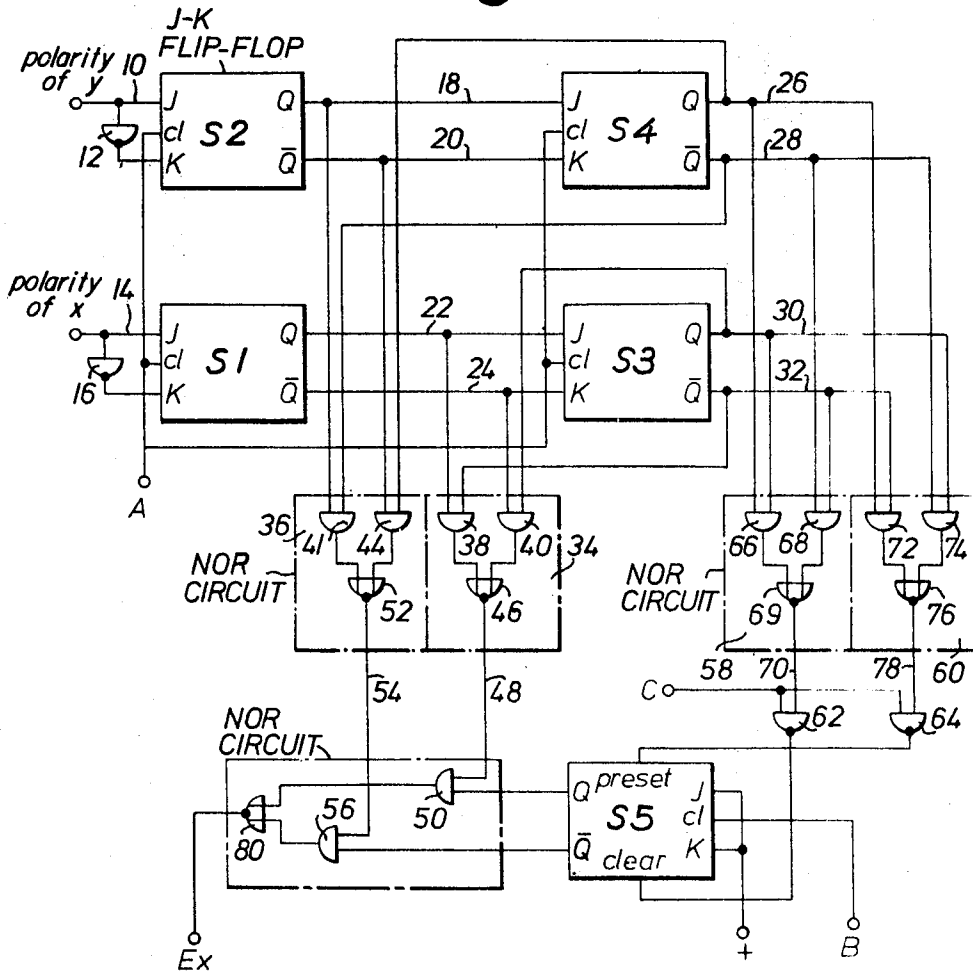 J-K
FLIP-FLOP
polarity
of y
10
J
cl
K
S2
Q
Q̅
12
18
20
J
cl
K
S4
Q
Q̅
26
28
polarity
of x
14
J
cl
K
S1
Q
Q̅
16
22
24
J
cl
K
S3
Q
Q̅
30
32
A
36
41
44
38
40
34
NOR
CIRCUIT
52
46
66
68
72
74
NOR
CIRCUIT
69
76
58
70
78
60
54
48
C
62
64
NOR
CIRCUIT
56
50
80
Q
preset
J
S5
cl
Q̅
clear
K
Ex
+
B